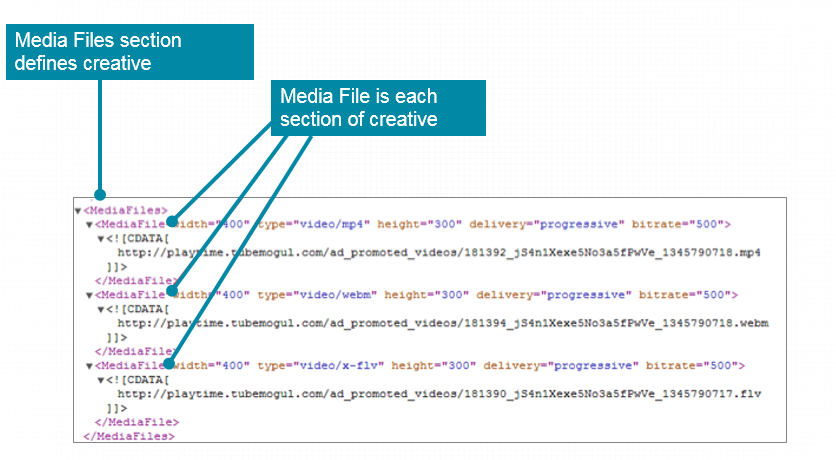 Media Files section
defines creative
Media File is each
section of creative
▼<MediaFiles>
▼<MediaFile width="400" type="video/mp4" height="300" delivery="progressive" bitrate="500">
▼<![CDATA[
http://playtime.tubemogul.com/ad_promoted_videos/181392_jS4n1Xexe5No3a5fPwVe_1345790718.mp4
]]>
</MediaFile>
▼<MediaFile width="400" type="video/webm" height="300" delivery="progressive" bitrate="500">
▼<![CDATA[
http://playtime.tubemogul.com/ad_promoted_videos/181394_jS4n1Xexe5No3a5fPwVe_1345790718.webm
]]>
</MediaFile>
▼<MediaFile width="400" type="video/x-flv" height="300" delivery="progressive" bitrate="500">
▼<![CDATA[
http://playtime.tubemogul.com/ad_promoted_videos/181390_jS4n1Xexe5No3a5fPwVe_1345790717.flv
]]>
</MediaFile>
</MediaFiles>